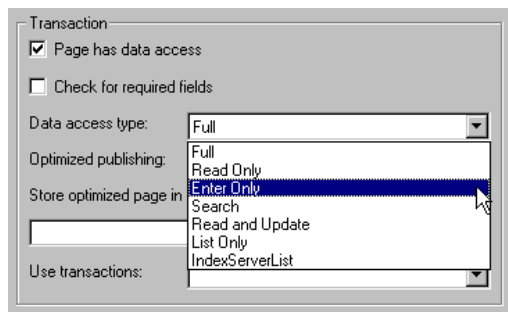 Transaction
Page has data access
Check for required fields
Data access type: Full
Optimized publishing: Full
Read Only
Store optimized page in Enter Only
Search
Read and Update
List Only
IndexServerList
Use transactions: